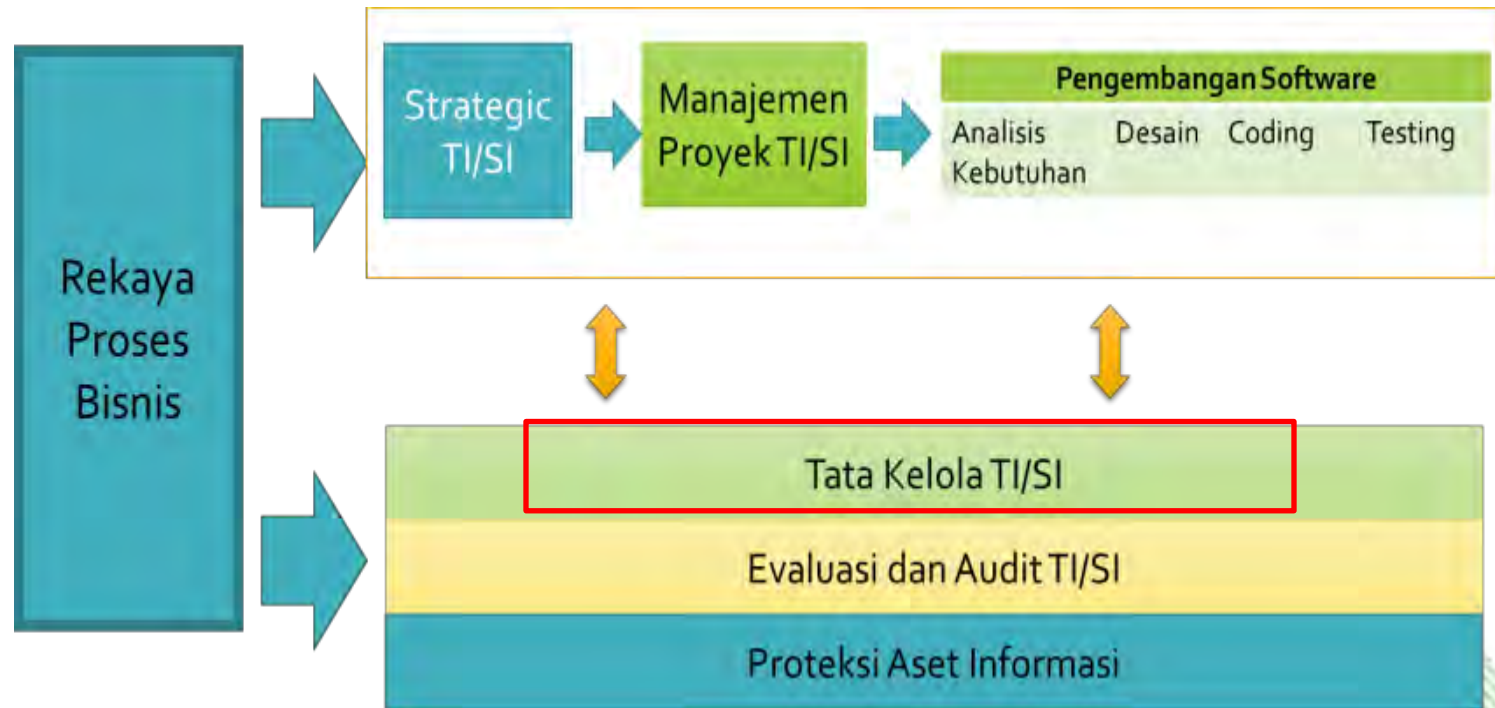 Rekaya
Proses
Bisnis
Strategic
TI/SI
Manajemen
Proyek TI/SI
Pengembangan Software
Analisis Kebutuhan
Desain
Coding
Testing
Tata Kelola TI/SI
Evaluasi dan Audit TI/SI
Proteksi Aset Informasi